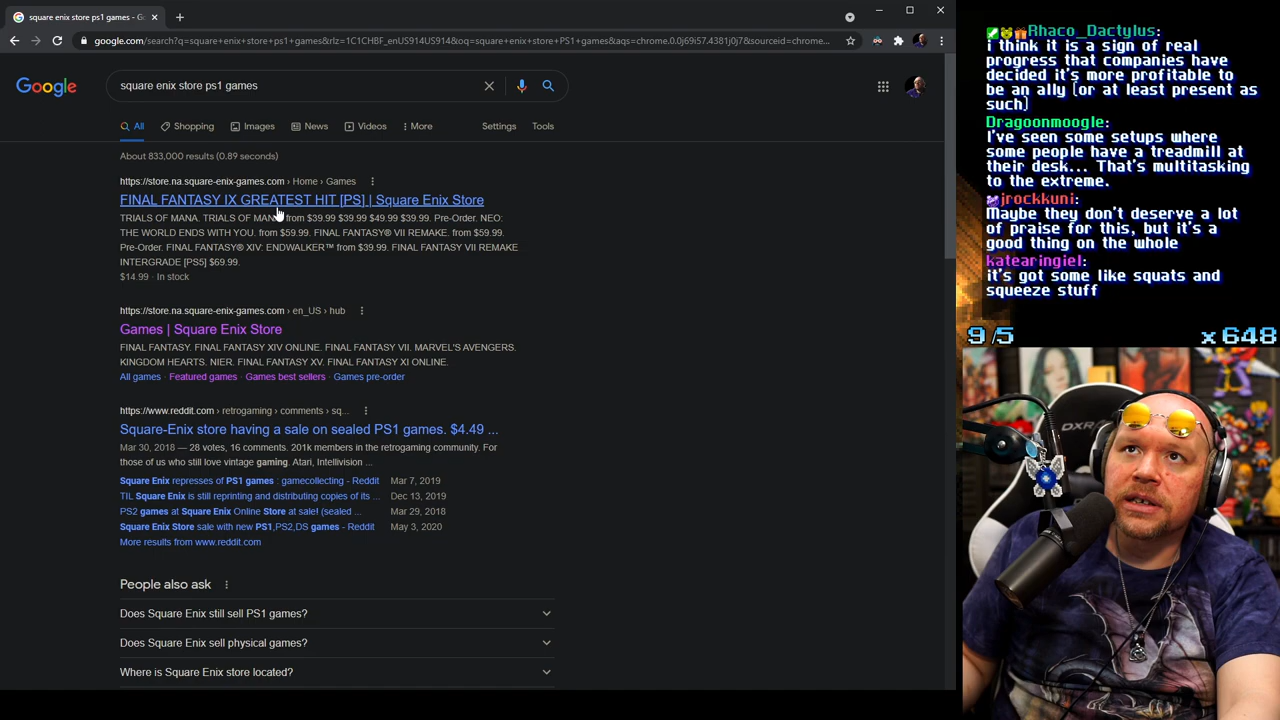 square enix store ps1 games - G
google.com/search?q=square+enix+store+ps1+games&rlz=1C1CHBF_enUS914US914&oq=square+enix+store+PS1+games&aqs=chrome.0.0j69i57.4381j0j7&sourceid=chrome...
Google
square enix store ps1 games
All
Shopping
Images
News
Videos
More
Settings
Tools
About 833,000 results (0.89 seconds)
https://store.na.square-enix-games.com › Home › Games
FINAL FANTASY IX GREATEST HIT [PS] | Square Enix Store
TRIALS OF MANA. TRIALS OF MAN from $39.99 $39.99 $49.99 $39.99. Pre-Order. NEO:
THE WORLD ENDS WITH YOU. from $59.99. FINAL FANTASY® VII REMAKE. from $59.99.
Pre-Order. FINAL FANTASY® XIV: ENDWALKER™ from $39.99. FINAL FANTASY VII REMAKE
INTERGRADE [PS5] $69.99.
$14.99 · In stock
https://store.na.square-enix-games.com › en_US › hub
Games | Square Enix Store
FINAL FANTASY. FINAL FANTASY XIV ONLINE. FINAL FANTASY VII. MARVEL'S AVENGERS.
KINGDOM HEARTS. NIER. FINAL FANTASY XV. FINAL FANTASY XI ONLINE.
All games · Featured games · Games best sellers · Games pre-order
https://www.reddit.com › retrogaming › comments › sq...
Square-Enix store having a sale on sealed PS1 games. $4.49 ...
Mar 30, 2018 — 28 votes, 16 comments. 201k members in the retrogaming community. For
those of us who still love vintage gaming. Atari, Intellivision ...
Square Enix represses of PS1 games : gamecollecting - Reddit Mar 7, 2019
TIL Square Enix is still reprinting and distributing copies of its ... Dec 13, 2019
PS2 games at Square Enix Online Store at sale! (sealed ... Mar 29, 2018
Square Enix Store sale with new PS1,PS2,DS games - Reddit May 3, 2020
More results from www.reddit.com
People also ask
Does Square Enix still sell PS1 games?
Does Square Enix sell physical games?
Where is Square Enix store located?
Rhaco_Dactylus:
i think it is a sign of real
progress that companies have
decided it's more profitable to
be an ally (or at least present as
such)
Dragoonmoogle:
I've seen some setups where
some people have a treadmill at
their desk... That's multitasking
to the extreme.
jrockkuni:
Maybe they don't deserve a lot
of praise for this, but it's a
good thing on the whole
katearingiel:
it's got some like squats and
squeeze stuff
9/5
x648
DXR